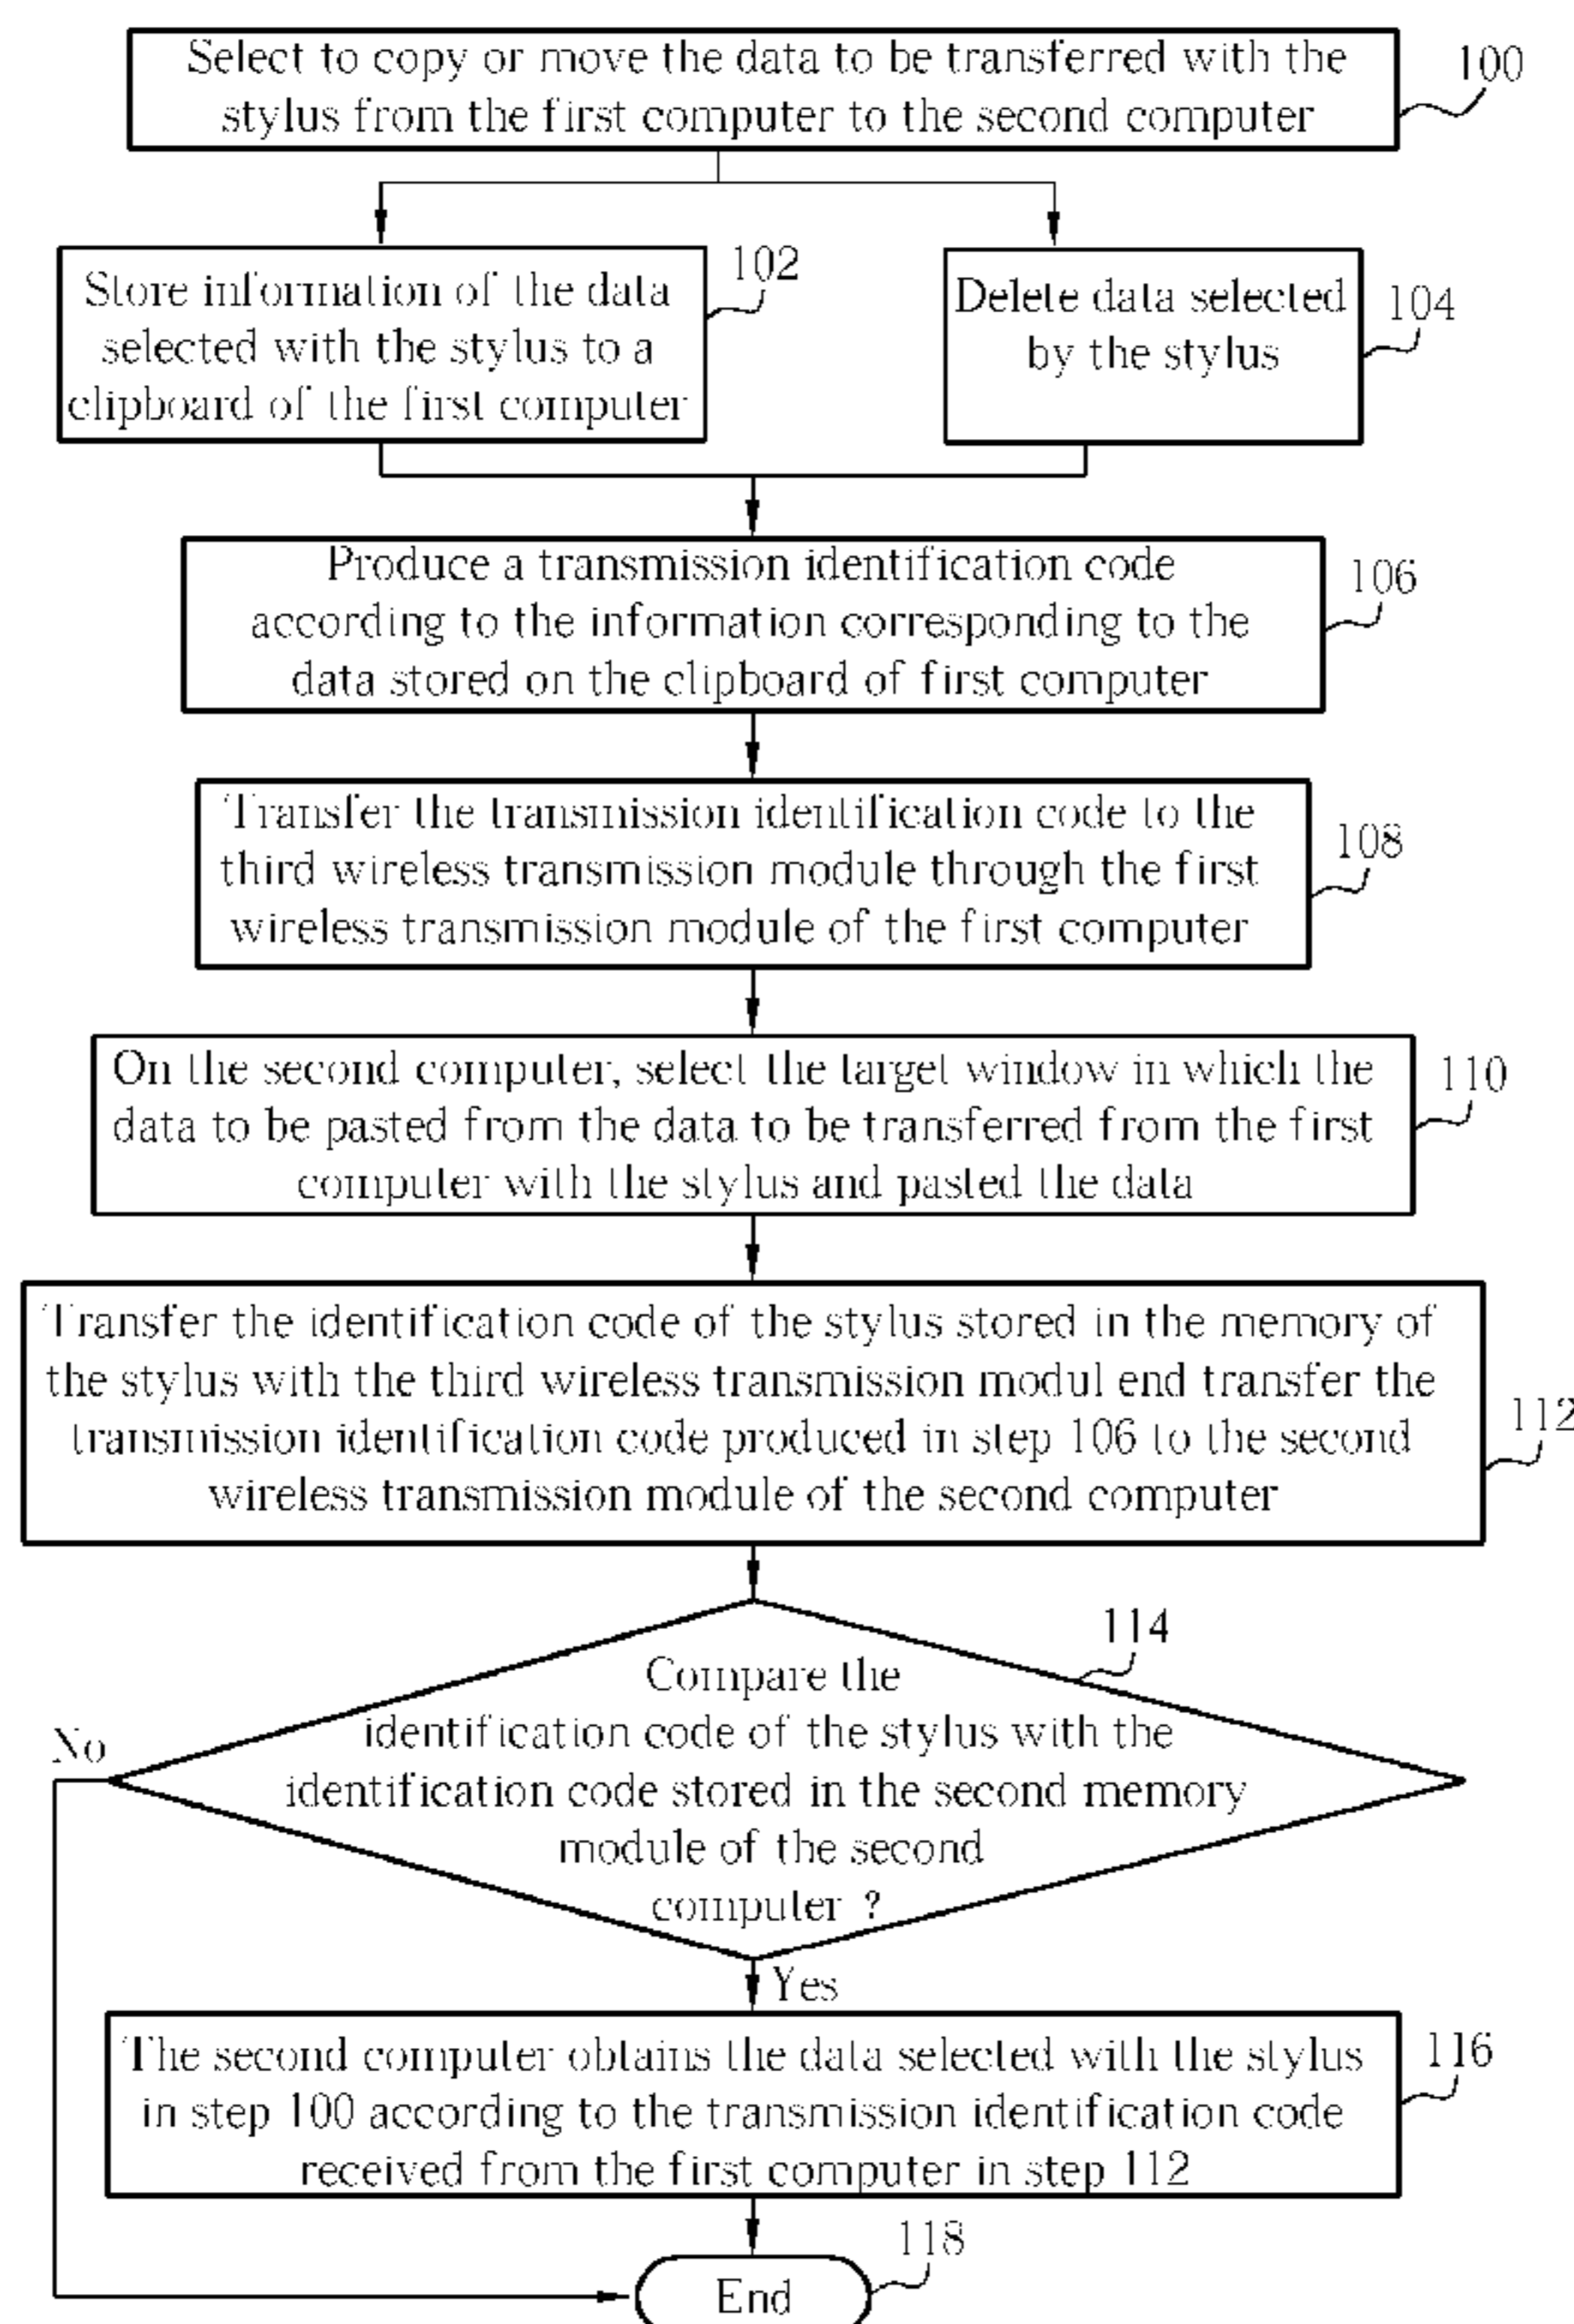 Select to copy or move the data to be transferred with the
stylus from the first computer to the second computer
100
Store information of the data
selected with the stylus to a
clipboard of the first computer
102
Delete data selected
by the stylus
104
Produce a transmission identification code
according to the information corresponding to the
data stored on the clipboard of first computer
106
Transfer the transmission identification code to the
third wireless transmission module through the first
wireless transmission module of the first computer
108
On the second computer, select the target window in which the
data to be pasted from the data to be transferred from the first
computer with the stylus and pasted the data
110
Transfer the identification code of the stylus stored in the memory of
the stylus with the third wireless transmission modul end transfer the
transmission identification code produced in step 106 to the second
wireless transmission module of the second computer
112
114
Compare the
identification code of the stylus with the
identification code stored in the second memory
module of the second
computer ?
No
Yes
The second computer obtains the data selected with the stylus
in step 100 according to the transmission identification code
received from the first computer in step 112
116
118
End